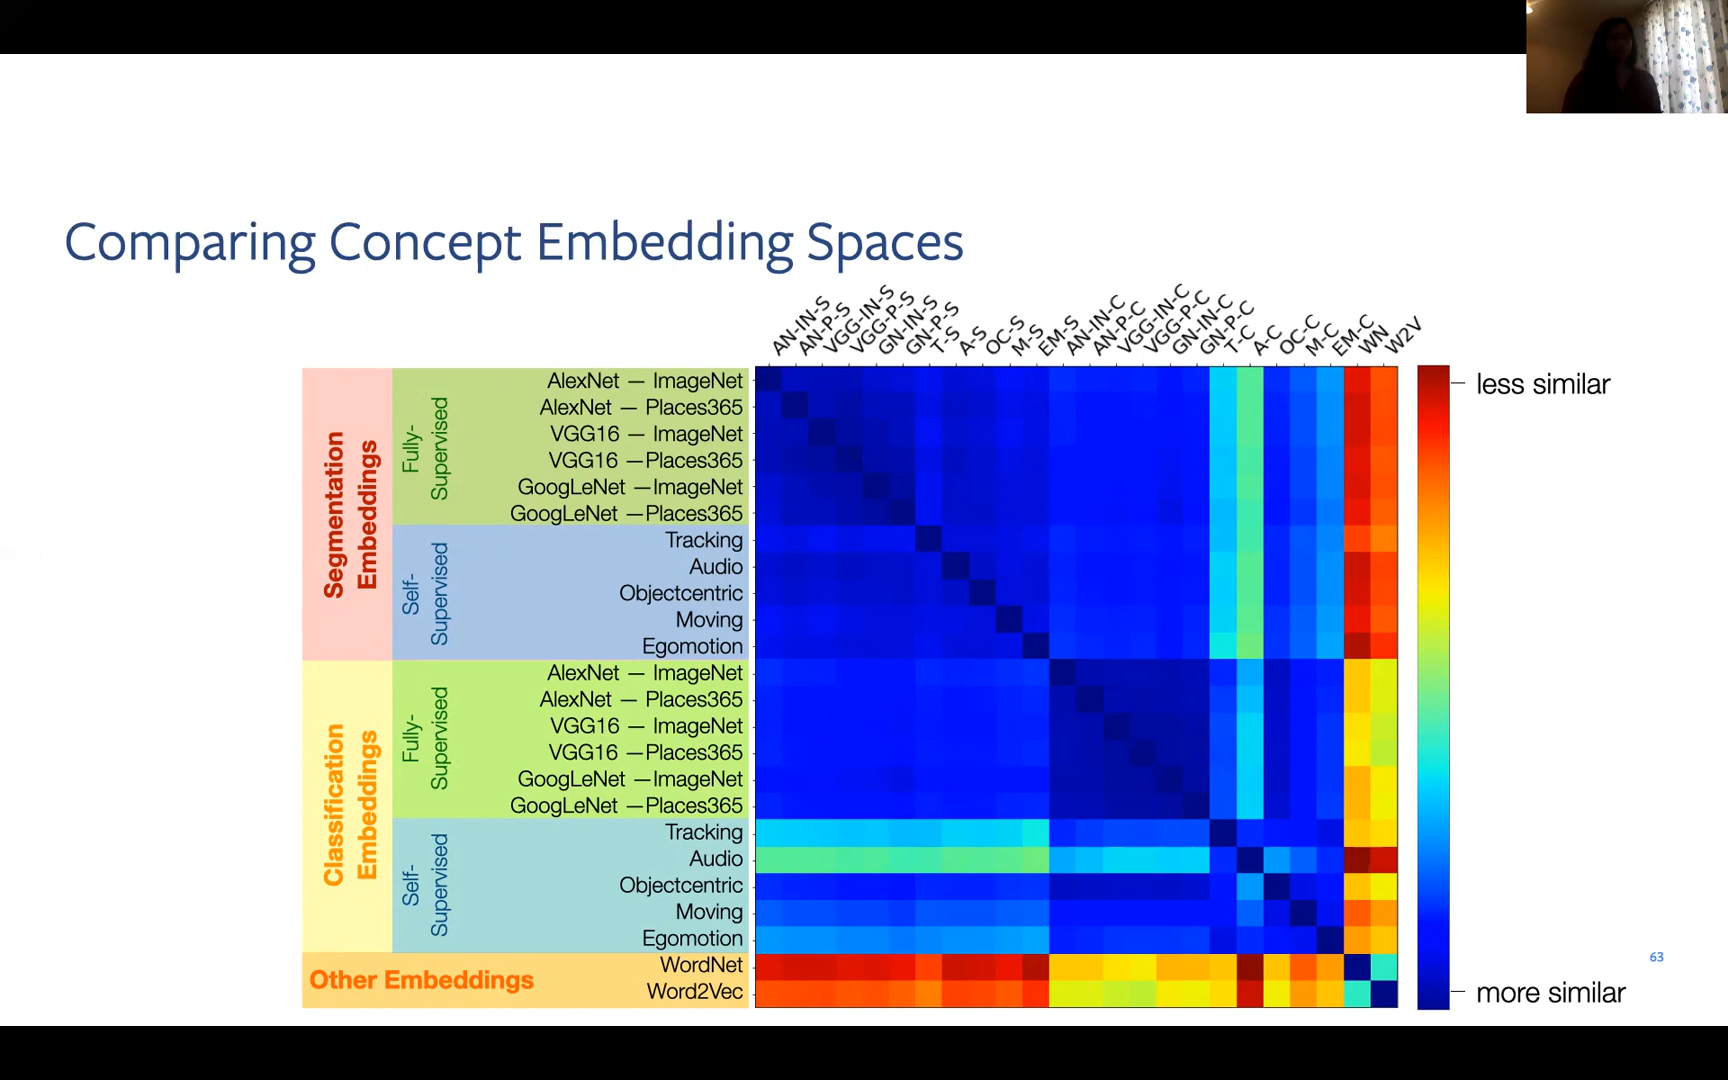 Comparing Concept Embedding Spaces
AN-IN-S
AN-P-S
VGG-IN-S
VGG-P-S
GN-IN-S
GN-P-S
T-S
A-S
OC-S
M-S
EM-S
AN-IN-C
AN-P-C
VGG-IN-C
VGG-P-C
GN-IN-C
GN-P-C
T-C
A-C
OC-C
M-C
EM-C
WN
W2V
Segmentation
Embeddings
Fully-
Supervised
AlexNet — ImageNet
AlexNet — Places365
VGG16 — ImageNet
VGG16 —Places365
GoogLeNet —ImageNet
GoogLeNet —Places365
Self-
Supervised
Tracking
Audio
Objectcentric
Moving
Egomotion
Classification
Embeddings
Fully-
Supervised
AlexNet — ImageNet
AlexNet — Places365
VGG16 — ImageNet
VGG16 —Places365
GoogLeNet —ImageNet
GoogLeNet —Places365
Self-
Supervised
Tracking
Audio
Objectcentric
Moving
Egomotion
Other Embeddings
WordNet
Word2Vec
less similar
more similar
63